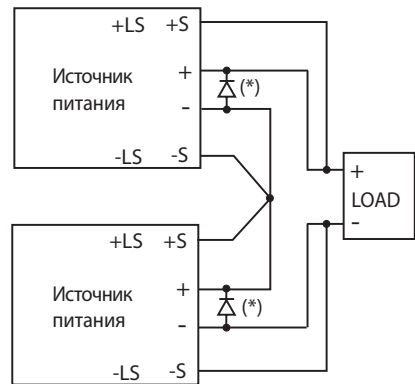 +LS +S
Источник
питания
+
-
(*)
-LS -S
+
LOAD
-
+LS +S
Источник
питания
+
-
(*)
-LS -S